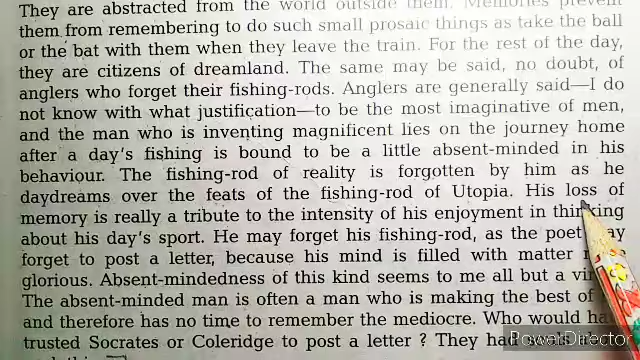 They are abstracted from the world outside them. Memories prevent
them from remembering to do such small prosaic things as take the ball
or the bat with them when they leave the train. For the rest of the day,
they are citizens of dreamland. The same may be said, no doubt, of
anglers who forget their fishing-rods. Anglers are generally said—I do
not know with what justification—to be the most imaginative of men,
and the man who is inventing magnificent lies on the journey home
after a day's fishing is bound to be a little absent-minded in his
behaviour. The fishing-rod of reality is forgotten by him as he
daydreams over the feats of the fishing-rod of Utopia. His loss of
memory is really a tribute to the intensity of his enjoyment in thinking
about his day's sport. He may forget his fishing-rod, as the poet
forget to post a letter, because his mind is filled with matter
glorious. Absent-mindedness of this kind seems to me all but a
The absent-minded man is often a man who is making the best of
and therefore has no time to remember the mediocre. Who would
trusted Socrates or Coleridge to post a letter ? They had
PowerDirector